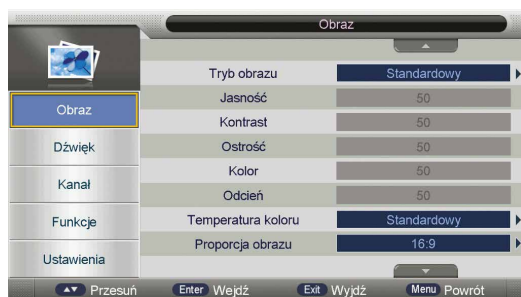 Obraz
Tryb obrazu Standardowy
Jasność 50
Kontrast 50
Ostrość 50
Kolor 50
Odcień 50
Temperatura koloru Standardowy
Proporcja obrazu 16:9
Obraz
Dźwięk
Kanał
Funkcje
Ustawienia
Przesuń Enter Wejdź Exit Wyjdź Menu Powrót